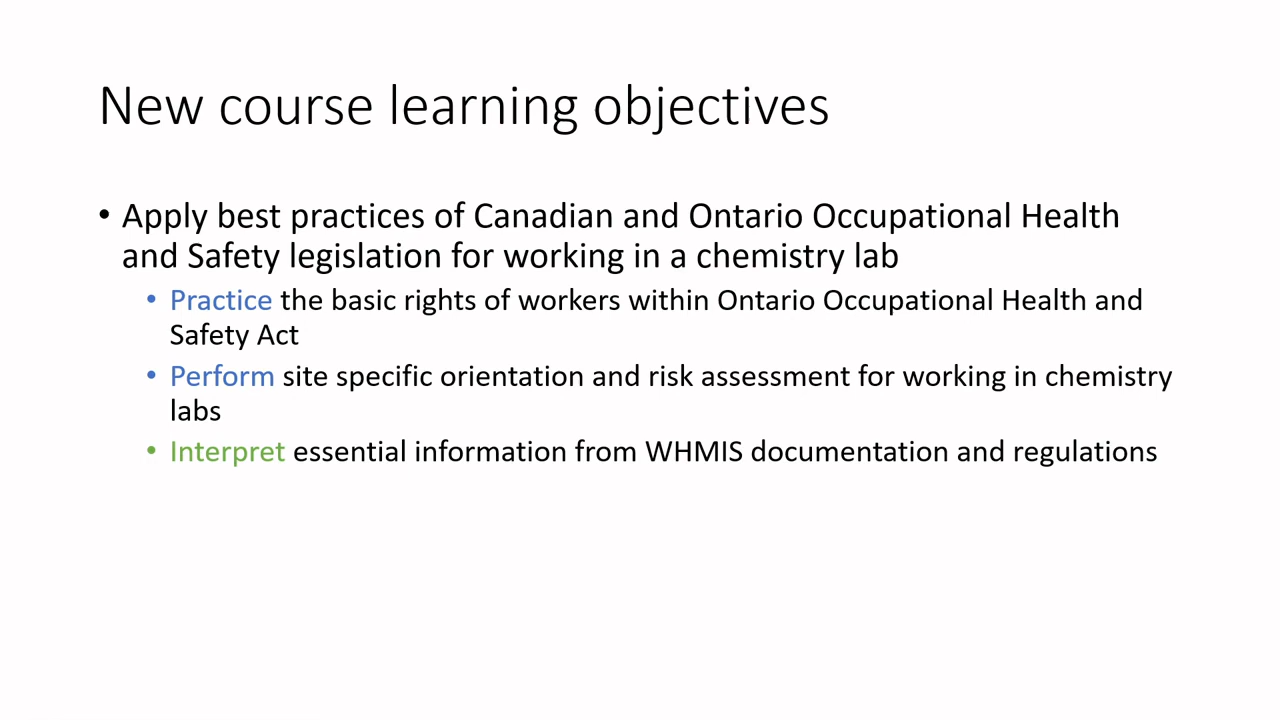 New course learning objectives
• Apply best practices of Canadian and Ontario Occupational Health
and Safety legislation for working in a chemistry lab
• Practice the basic rights of workers within Ontario Occupational Health and
Safety Act
• Perform site specific orientation and risk assessment for working in chemistry
labs
• Interpret essential information from WHMIS documentation and regulations